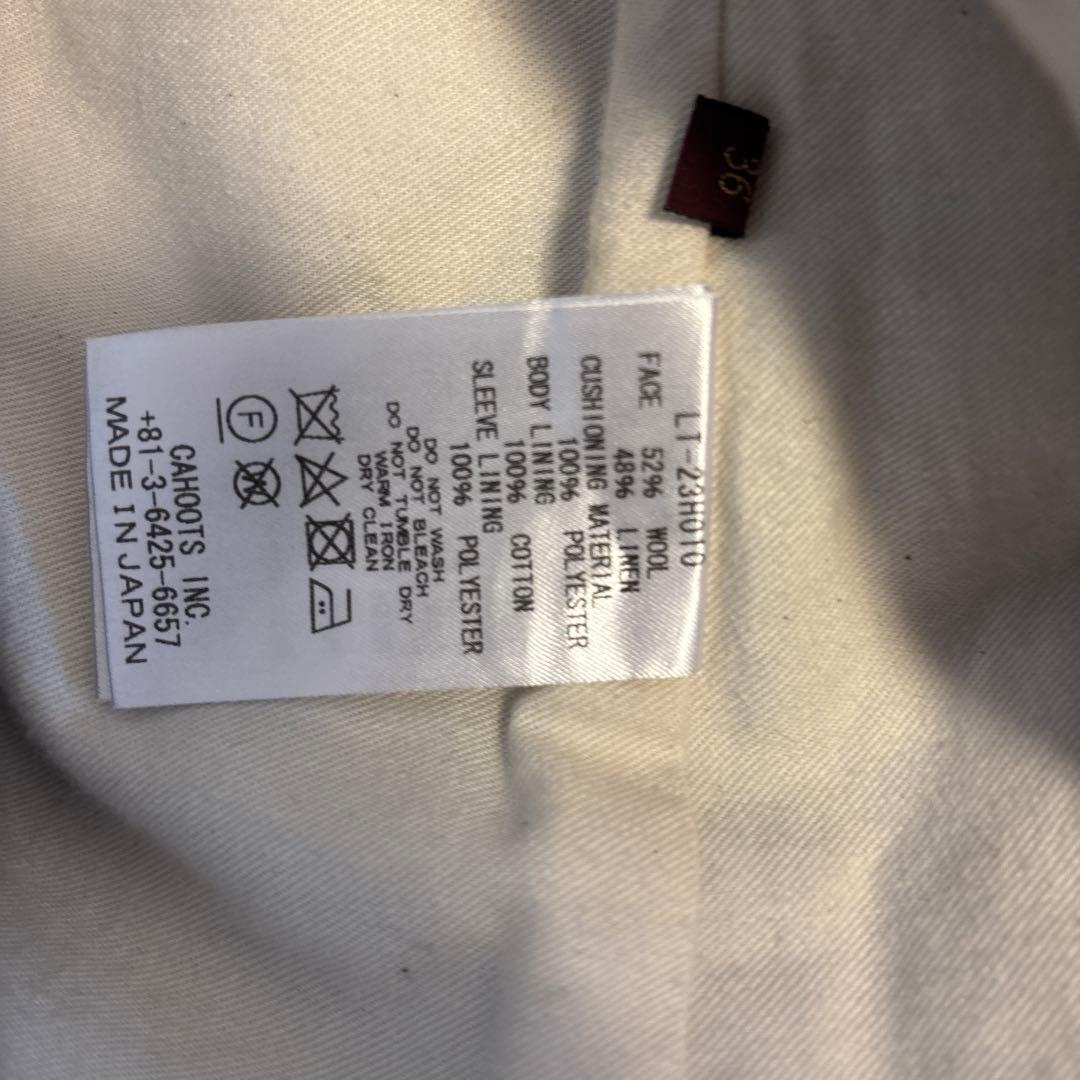 36
LT-23H010
FACE 52% WOOL
48% LINEN
CUSHIONING MATERIAL
100% POLYESTER
BODY LINING
100% COTTON
SLEEVE LINING
100% POLYESTER
DO NOT WASH
DO NOT BLEACH
DO NOT TUMBLE DRY
WARM IRON
DRY CLEAN
F W
CAHOOTS INC.
+81-3-6425-6657
MADE IN JAPAN